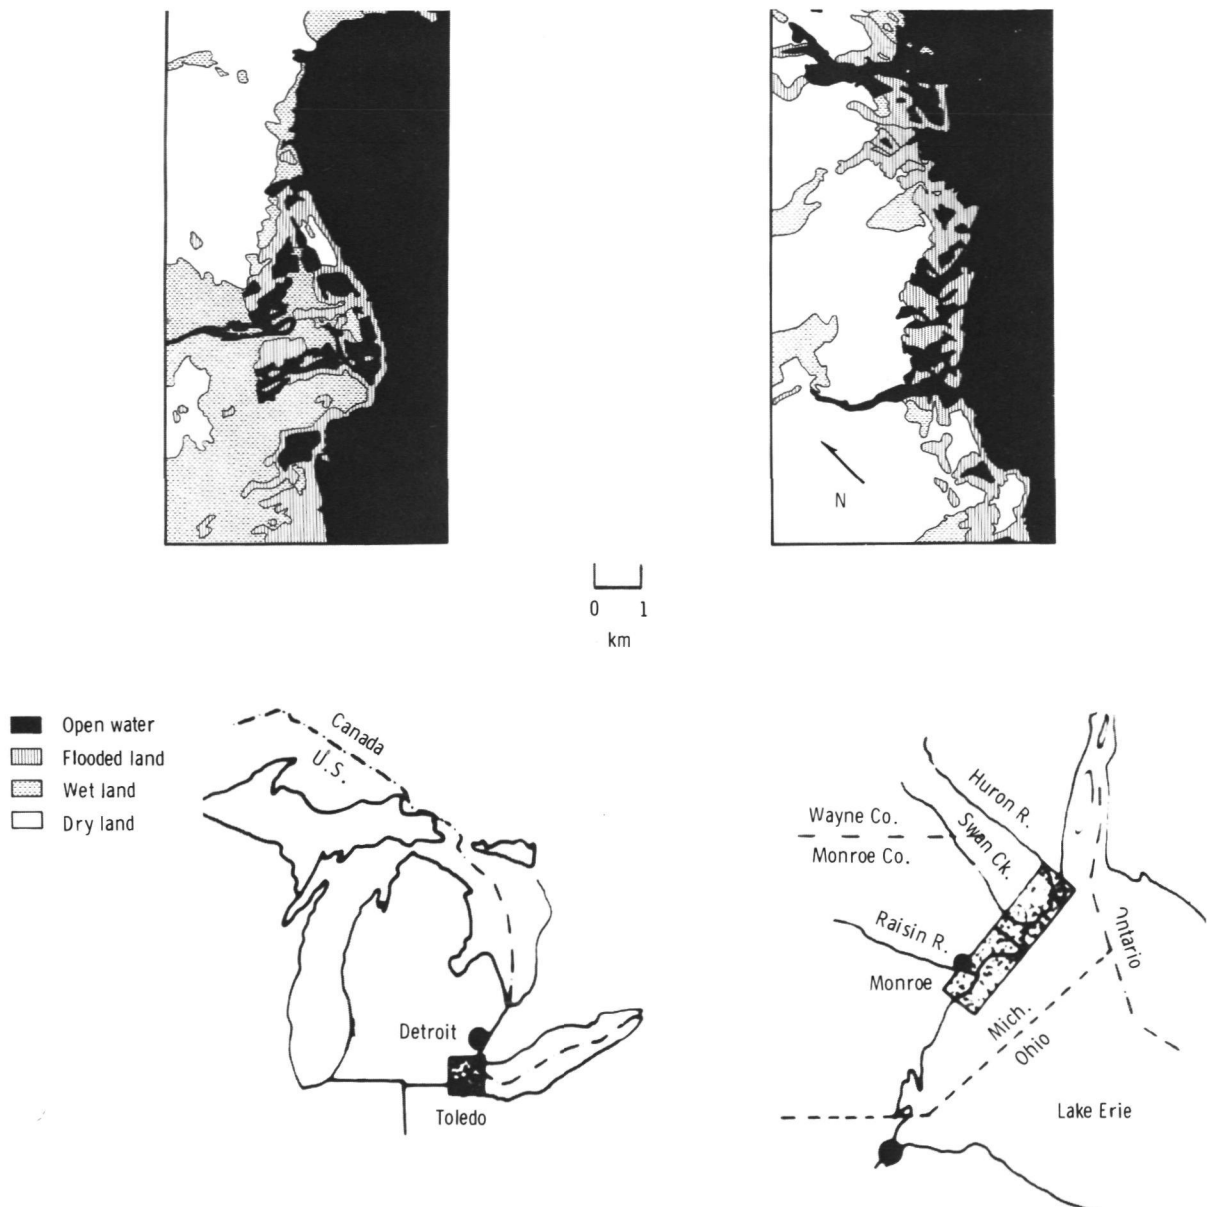 N
0 1
km
Open water
Flooded land
Wet land
Dry land
Canada
U.S.
Detroit
Toledo
Huron R.
Wayne Co.
Swan Ck.
Monroe Co.
Raisin R.
Monroe
Ontario
Mich.
Ohio
Lake Erie